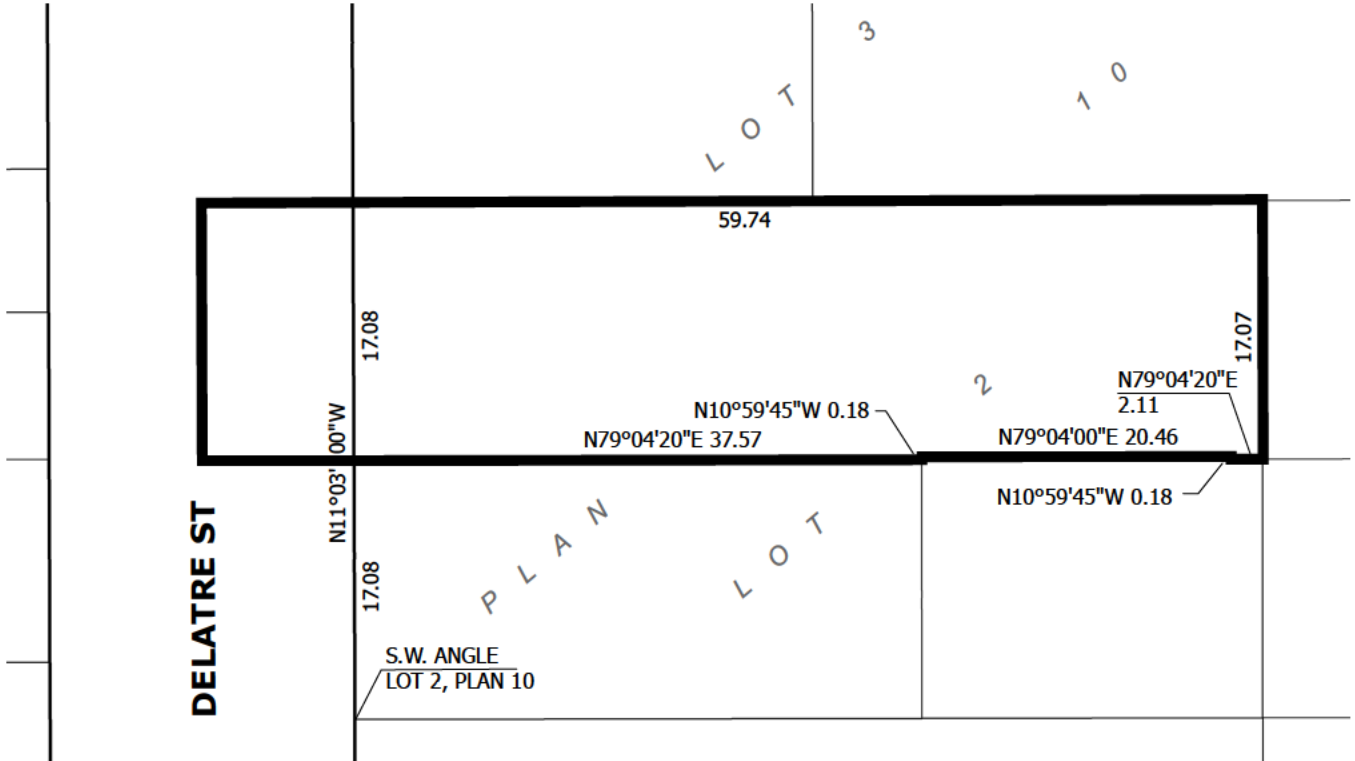 LOT 3
10
59.74
17.08
17.07
2
N79°04'20"E
2.11
N10°59'45"W 0.18
N79°04'20"E 37.57
N79°04'00"E 20.46
N11°03'00"W
N10°59'45"W 0.18
PLAN
LOT
DELATRE ST
17.08
S.W. ANGLE
LOT 2, PLAN 10